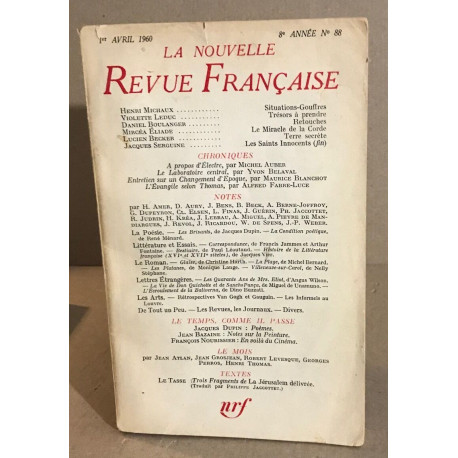 1er AVRIL 1960 8e ANNÉE No 88
LA NOUVELLE
REVUE FRANÇAISE
HENRI MICHAUX ............ Situations-Gouffres
VIOLETTE LEDUC ............ Trésors à prendre
DANIEL BOULANGER ............ Retouches
MIRCÉA ÉLIADE ............ Le Miracle de la Corde
LUCIEN BECKER ............ Terre secrète
JACQUES SERGUINE ............ Les Saints Innocents (fin)
CHRONIQUES
A propos d'Électre, par MICHEL AUBER
Le Laboratoire central, par YVON BELAVAL
Entretien sur un Changement d'Époque, par MAURICE BLANCHOT
L'Évangile selon Thomas, par ALFRED FABRE-LUCE
NOTES
par H. AMER, D. AURY, J. BENS, R. BECK, A. BERNE-JOFFROY,
G. DUPEYRON, CL. ELSEN, L. FINAS, J. GUÉRIN, PH. JACCOTTET,
R. JUDRIN, H. KRÉA, J. LEBRAU, A. MIGUEL, A. PIEYRE DE MAN-
DIARGUES, J. REVOL, J. RICARDOU, W. DE SPENS, J.-P. WEBER.
La Poésie. — Les Brisants, de Jacques Dupin. — La Condition poétique,
de René Ménard.
Littérature et Essais. — Correspondance, de Francis Jammes et Arthur
Fontaine. — Bestiaire, de Paul Léautaud. — Histoire de la Littérature
française (XVIe et XVIIe siècles), de Jacques Vier.
Le Roman. — de Christine Horth. — La Plage, de Michel Bernard.
— Les Platanes, de Monique Lange. — Villeneuve-sur-Corol, de Nelly
Stéphane.
Lettres Étrangères. — Les Quarante Ans de Mrs. Eliot, d'Angus Wilson.
— La Vie de Don Quichotte et de Sancho Pança, de Miguel de Unamuno. —
L'Écroulement de la Baliverna, de Dino Buzzati.
Les Arts. — Rétrospectives Van Gogh et Gauguin. — Les Informels au
Louvre.
De Tout un Peu. — Les Revues, les Journaux. — Divers.
LE TEMPS, COMME IL PASSE
JACQUES DUPIN : Poèmes.
JEAN BAZAINE : Notes sur la Peinture.
FRANÇOIS NOURISSIER : En voilà du Cinéma.
LE MOIS
par JEAN ATLAN, JEAN GROSJEAN, ROBERT LEVESQUE, GEORGES
PERROS, HENRI THOMAS.
TEXTES
LE TASSE (Trois Fragments de La Jérusalem délivrée.
(Traduit par PHILIPPE JACCOTTET.)
nrf